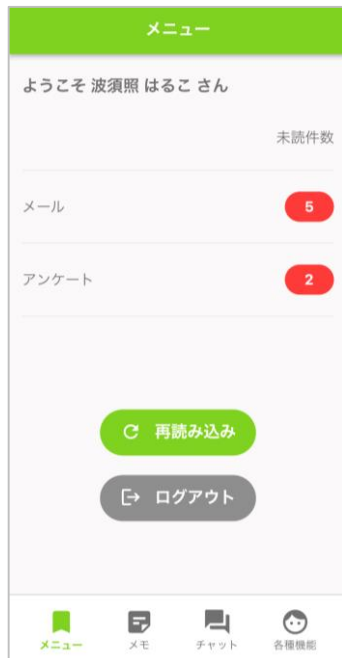 メニュー
ようこそ 波須照 はるこ さん
未読件数
メール 5
アンケート 2
再読み込み
ログアウト
メニュー メモ チャット 各種機能